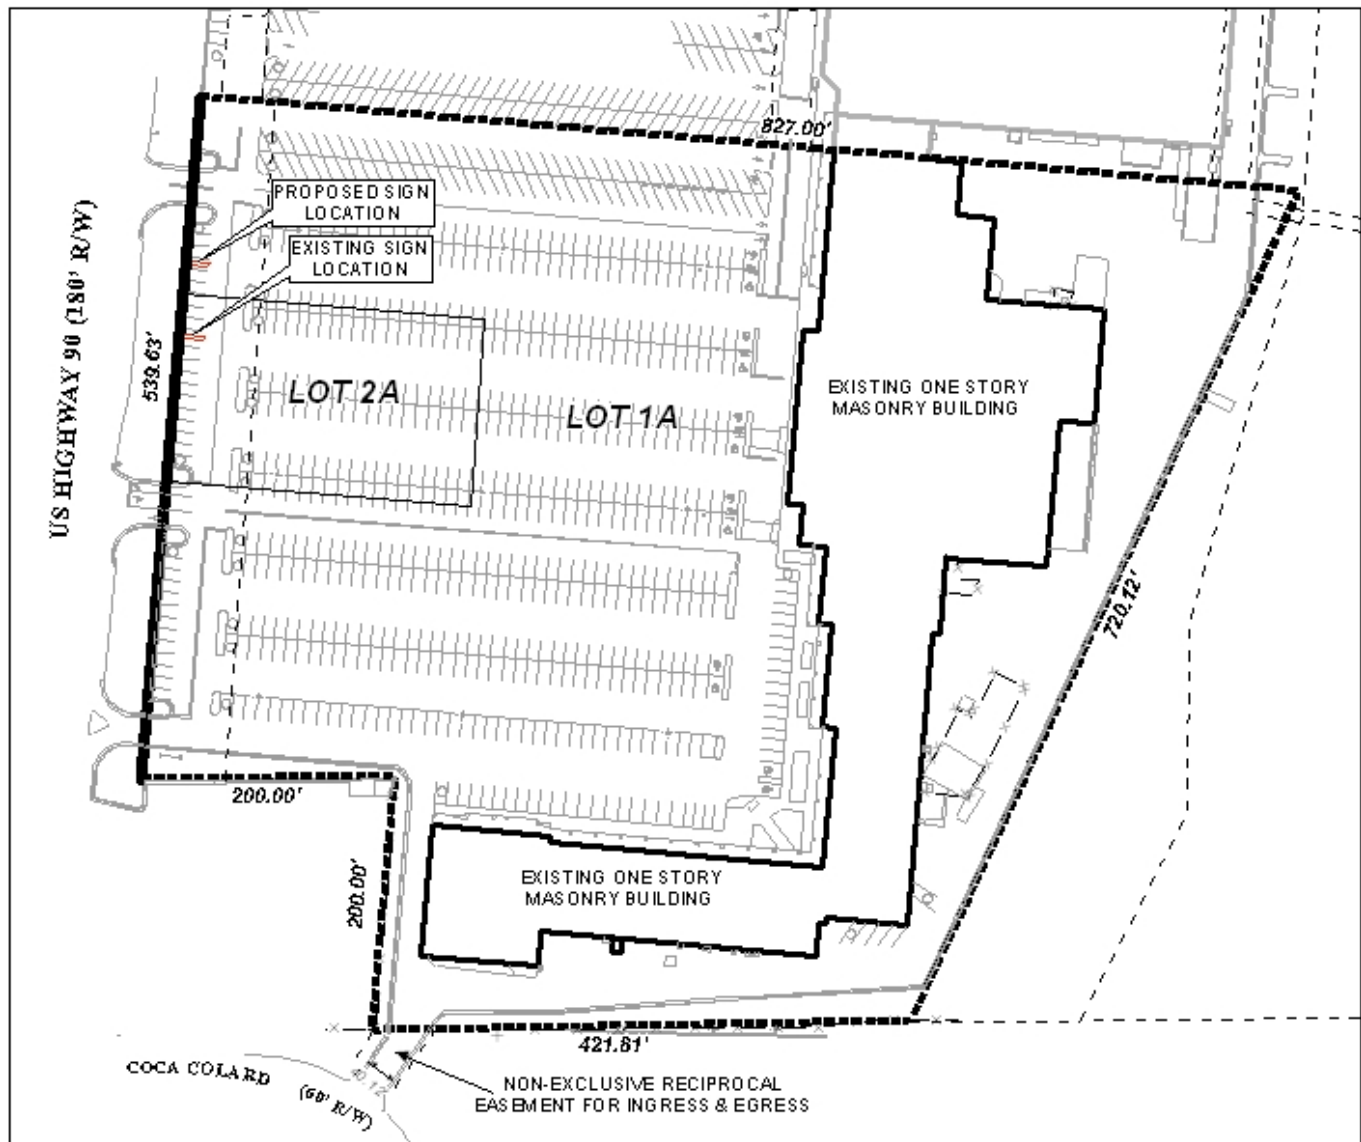 827.00'
PROPOSED SIGN
LOCATION
EXISTING SIGN
LOCATION
US HIGHWAY 90 (180' R/W)
539.63'
LOT 2A
LOT 1A
EXISTING ONE STORY
MASONRY BUILDING
720.12'
200.00'
200.00'
EXISTING ONE STORY
MASONRY BUILDING
421.81'
COCA COLA RD
(60' R/W)
40.12'
NON-EXCLUSIVE RECIPROCAL
EASEMENT FOR INGRESS & EGRESS